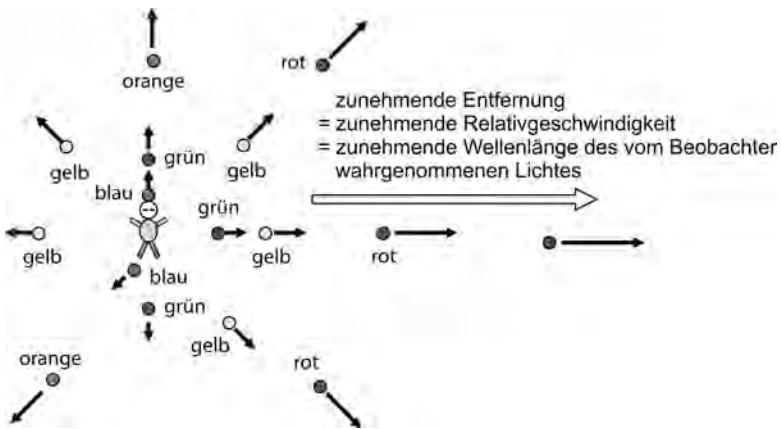 rot
orange
zunehmende Entfernung
= zunehmende Relativgeschwindigkeit
= zunehmende Wellenlänge des vom Beobachter
wahrgenommenen Lichtes
grün
gelb
gelb
blau
grün
gelb
gelb
rot
blau
grün
gelb
orange
rot